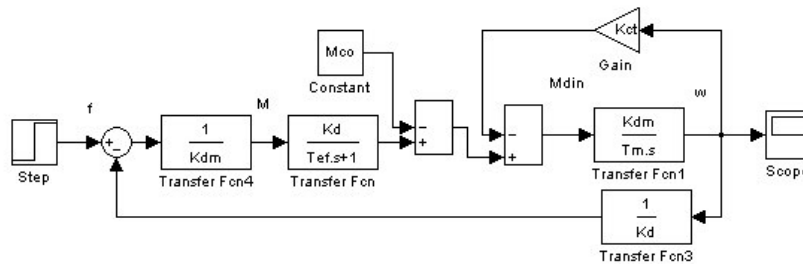 Kct
Gain
Mco
Constant
Mdin
f
M
w
Step
+
−
1
Kdm
Transfer Fcn4
Kd
Tef.s+1
Transfer Fcn
−
+
−
+
Kdm
Tm.s
Transfer Fcn1
Scope
1
Kd
Transfer Fcn3